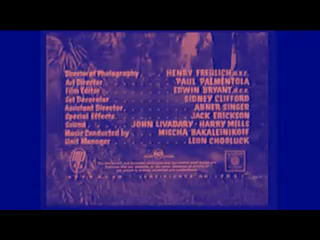 Director of Photography . . . . HENRY FREULICH A.S.C.
Art Director . . . . PAUL PALMENTOLA
Film Editor . . . . EDWIN BRYANT A.C.E.
Set Decorator . . . . SIDNEY CLIFFORD
Assistant Director . . . . ABNER SINGER
Special Effects . . . . JACK ERICKSON
Sound . . . . JOHN LIVADARY · HARRY MILLS
Music Conducted by . . . . MISCHA BAKALEINIKOFF
Unit Manager . . . . LEON CHOOLUCK
RCA